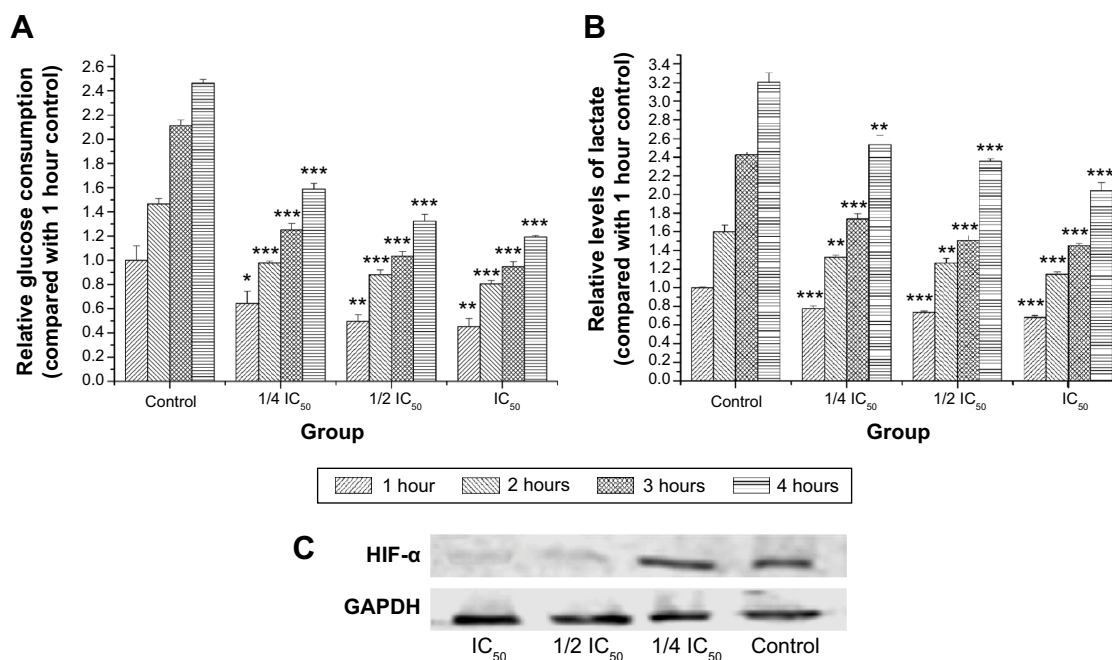 A
Relative glucose consumption
(compared with 1 hour control)
2.6
2.4
2.2
2.0
1.8
1.6
1.4
1.2
1.0
0.8
0.6
0.4
0.2
0.0
*
***
***
***
**
***
***
***
**
***
***
***
Control
1/4 IC50
1/2 IC50
IC50
Group
B
Relative levels of lactate
(compared with 1 hour control)
3.4
3.2
3.0
2.8
2.6
2.4
2.2
2.0
1.8
1.6
1.4
1.2
1.0
0.8
0.6
0.4
0.2
0.0
***
**
***
**
***
**
***
***
***
***
***
***
Control
1/4 IC50
1/2 IC50
IC50
Group
1 hour 2 hours 3 hours 4 hours
C
HIF-α
GAPDH
IC50 1/2 IC50 1/4 IC50 Control